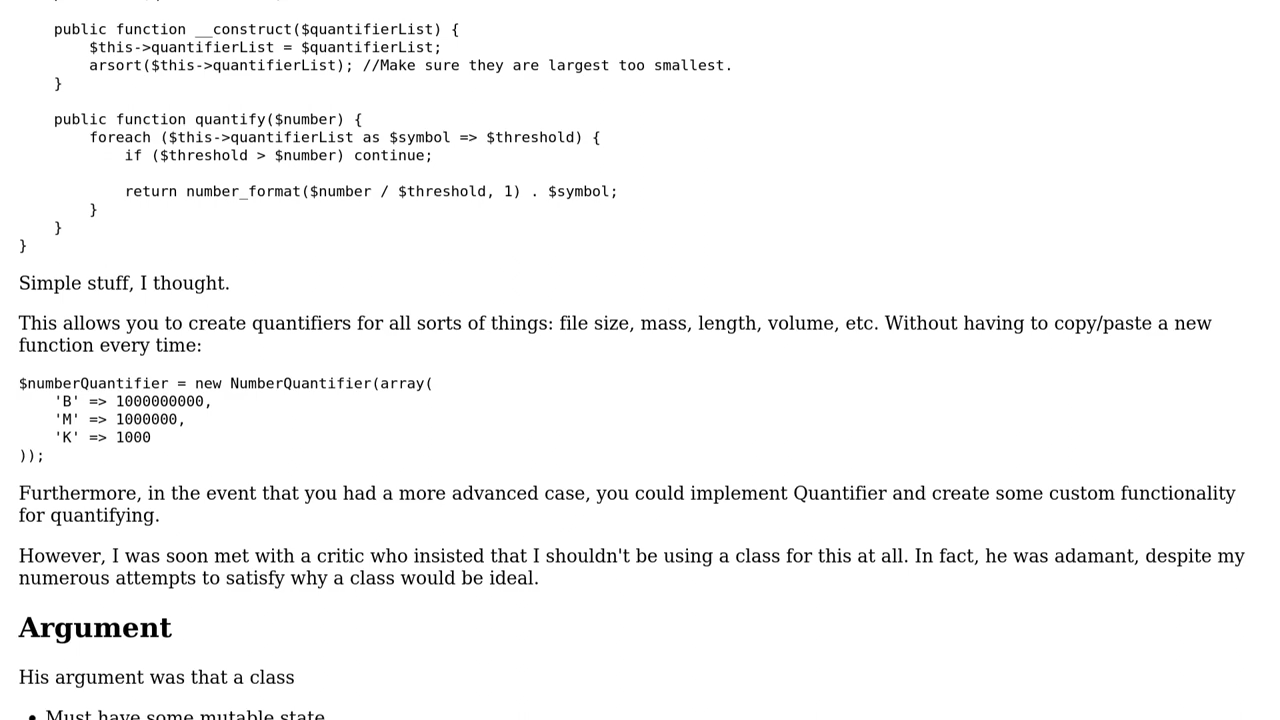 public function __construct($quantifierList) {
$this->quantifierList = $quantifierList;
arsort($this->quantifierList); //Make sure they are largest too smallest.
}
public function quantify($number) {
foreach ($this->quantifierList as $symbol => $threshold) {
if ($threshold > $number) continue;
return number_format($number / $threshold, 1) . $symbol;
}
}
}
Simple stuff, I thought.
This allows you to create quantifiers for all sorts of things: file size, mass, length, volume, etc. Without having to copy/paste a new
function every time:
$numberQuantifier = new NumberQuantifier(array(
'B' => 1000000000,
'M' => 1000000,
'K' => 1000
));
Furthermore, in the event that you had a more advanced case, you could implement Quantifier and create some custom functionality
for quantifying.
However, I was soon met with a critic who insisted that I shouldn't be using a class for this at all. In fact, he was adamant, despite my
numerous attempts to satisfy why a class would be ideal.
Argument
His argument was that a class
• Must have some mutable state